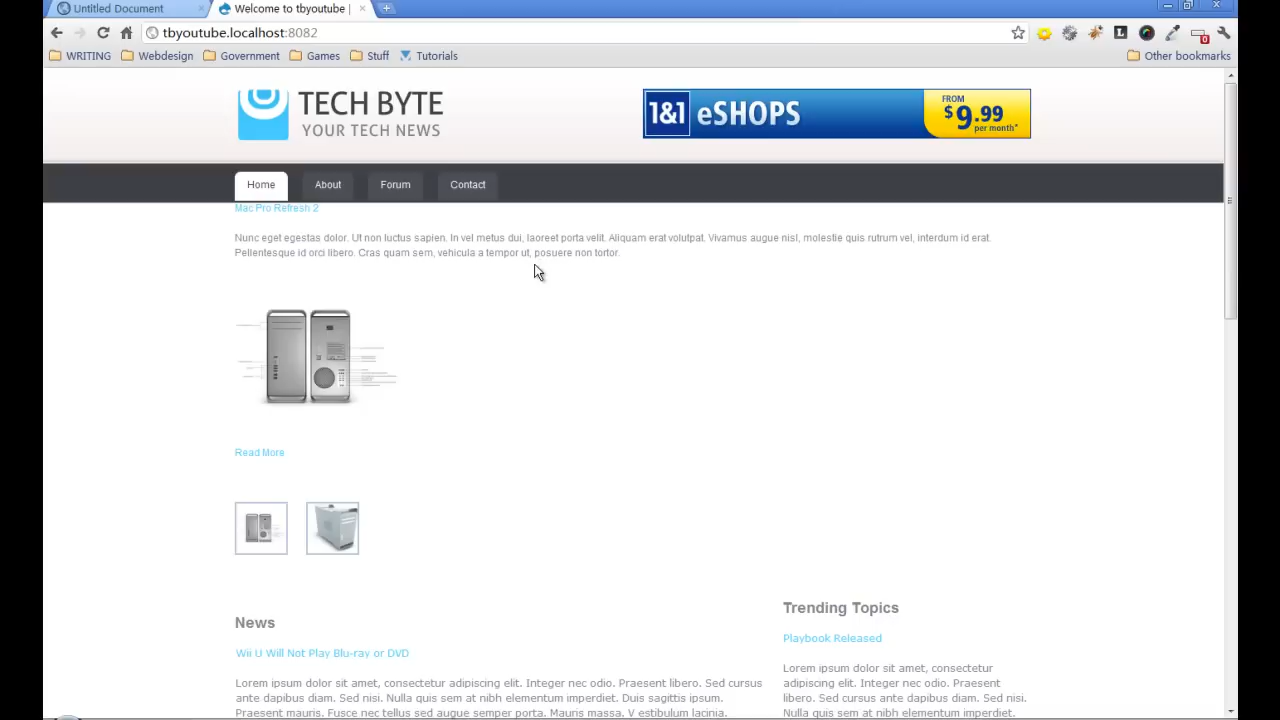 Untitled Document
Welcome to tbyoutube |
tbyoutube.localhost:8082
0
WRITING
Webdesign
Government
Games
Stuff
Tutorials
Other bookmarks
TECH BYTE
YOUR TECH NEWS
1&1 eSHOPS
FROM
$9.99
per month*
Home
About
Forum
Contact
Mac Pro Refresh 2
Nunc eget egestas dolor. Ut non luctus sapien. In vel metus dui, laoreet porta velit. Aliquam erat volutpat. Vivamus augue nisl, molestie quis rutrum vel, interdum id erat.
Pellentesque id orci libero. Cras quam sem, vehicula a tempor ut, posuere non tortor.
Read More
News
Wii U Will Not Play Blu-ray or DVD
Lorem ipsum dolor sit amet, consectetur adipiscing elit. Integer nec odio. Praesent libero. Sed cursus
ante dapibus diam. Sed nisi. Nulla quis sem at nibh elementum imperdiet. Duis sagittis ipsum.
Praesent mauris. Fusce nec tellus sed augue semper porta. Mauris massa. V estibulum lacinia.
Trending Topics
Playbook Released
Lorem ipsum dolor sit amet, consectetur
adipiscing elit. Integer nec odio. Praesent
libero. Sed cursus ante dapibus diam. Sed nisi.
Nulla quis sem at nibh elementum imperdiet.